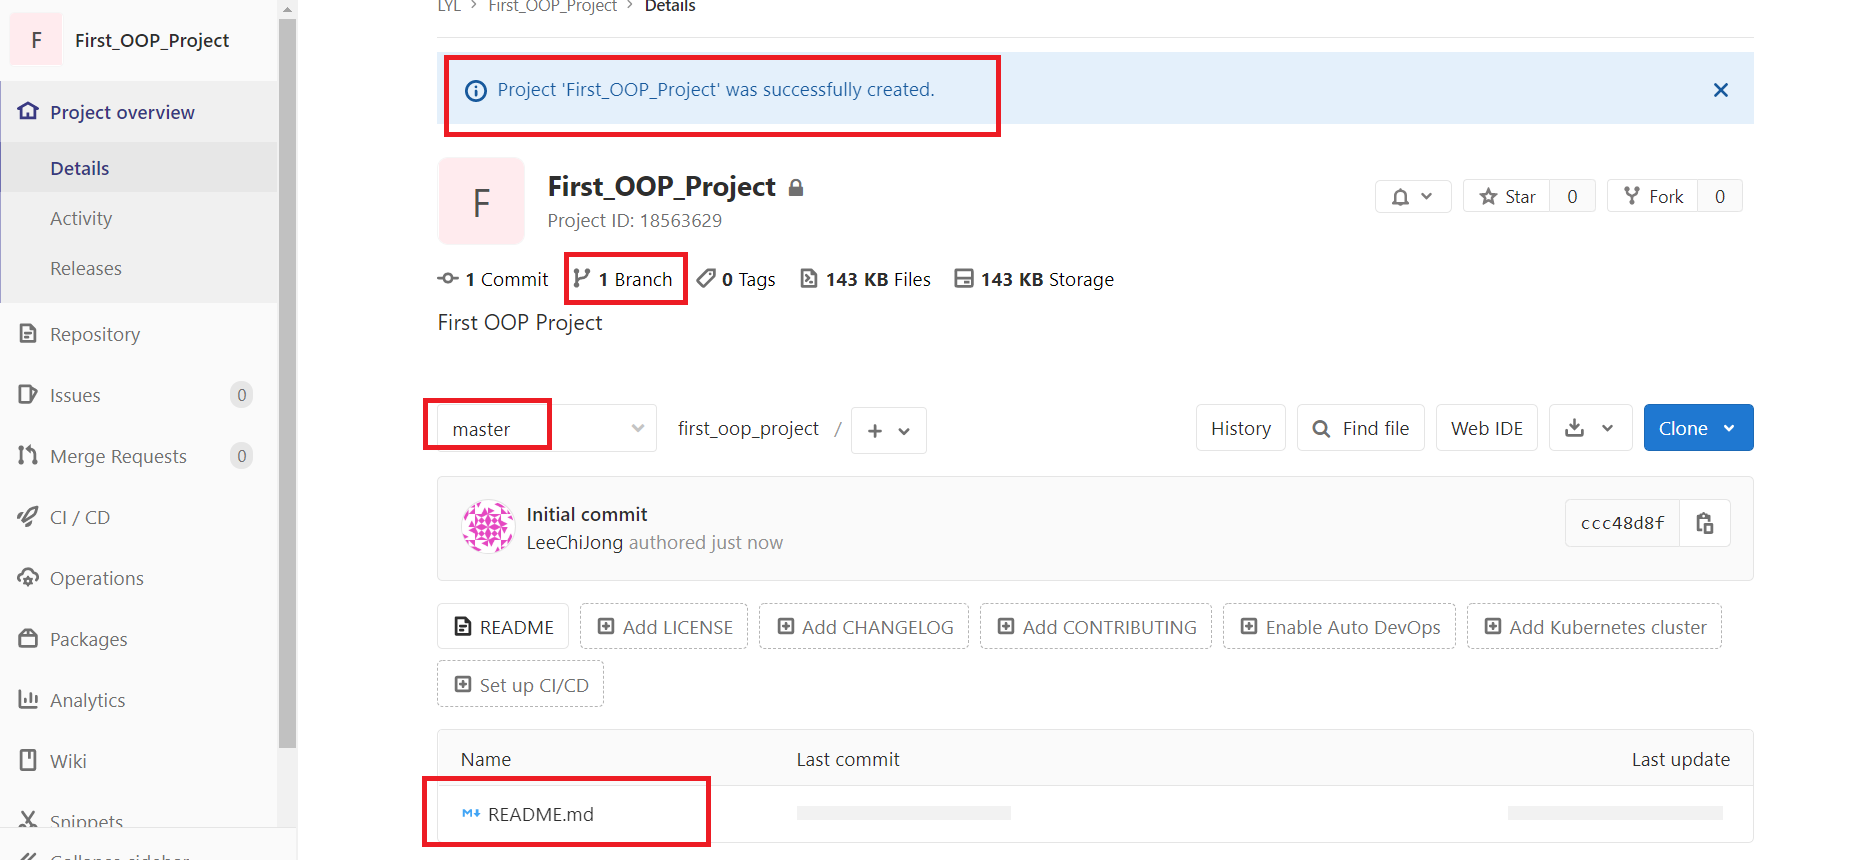 F First_OOP_Project
Project overview
Details
Activity
Releases
Repository
Issues 0
Merge Requests 0
CI / CD
Operations
Packages
Analytics
Wiki
Snippets
Collapse sidebar
LYL > First_OOP_Project > Details
Project 'First_OOP_Project' was successfully created.
F
First_OOP_Project
Project ID: 18563629
Star 0 Fork 0
1 Commit 1 Branch 0 Tags 143 KB Files 143 KB Storage
First OOP Project
master first_oop_project / + History Find file Web IDE Clone
Initial commit
LeeChiJong authored just now
ccc48d8f
README Add LICENSE Add CHANGELOG Add CONTRIBUTING Enable Auto DevOps Add Kubernetes cluster
Set up CI/CD
Name Last commit Last update
M README.md